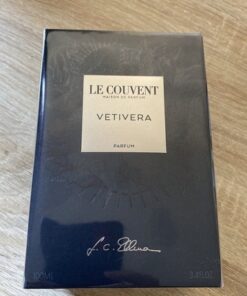 LE COUVENT
MAISON DE PARFUM
VETIVERA
PARFUM
100ML 3.4FL.OZ